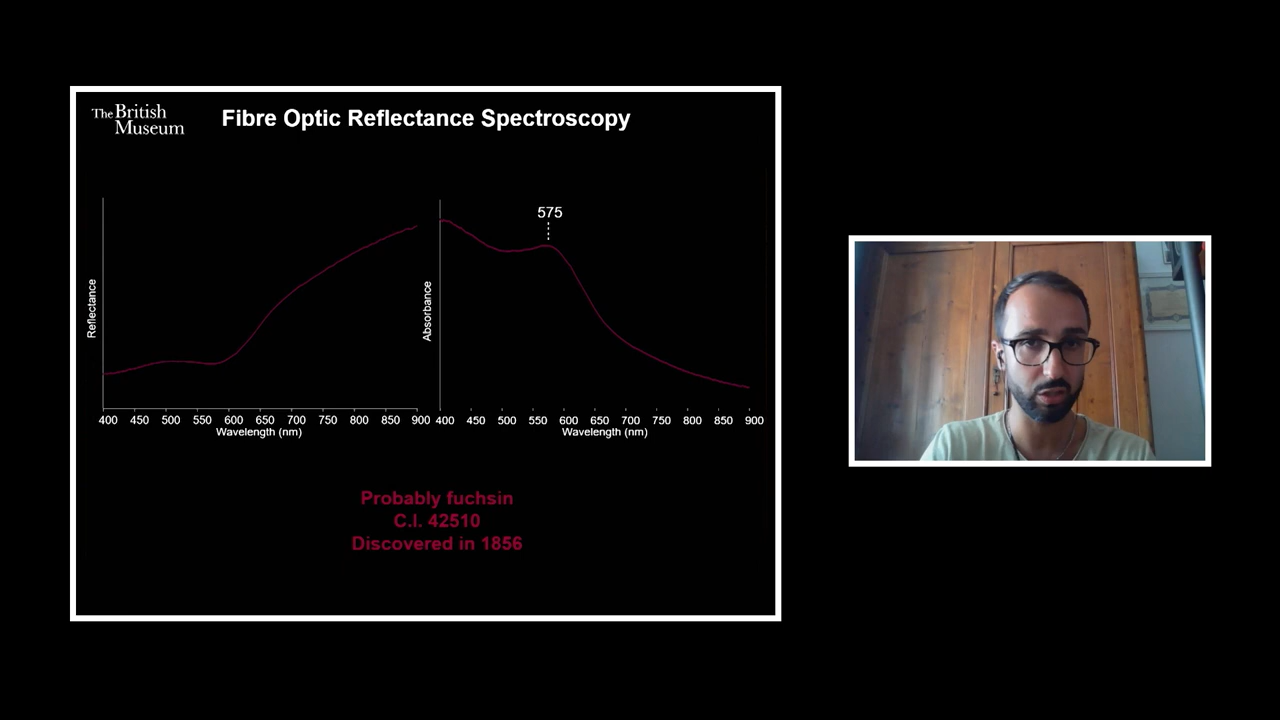 The British
Museum
Fibre Optic Reflectance Spectroscopy
575
Reflectance
Absorbance
400 450 500 550 600 650 700 750 800 850 900
400 450 500 550 600 650 700 750 800 850 900
Wavelength (nm)
Wavelength (nm)
Probably fuchsin
C.I. 42510
Discovered in 1856